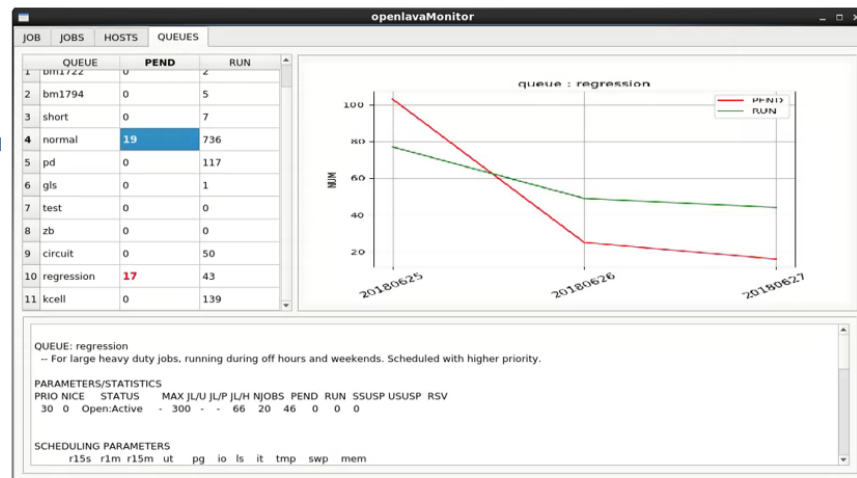 openlavaMonitor
JOB JOBS HOSTS QUEUES
QUEUE PEND RUN
1 bm1722 0 2
2 bm1794 0 5
3 short 0 7
4 normal 19 736
5 pd 0 117
6 gls 0 1
7 test 0 0
8 zb 0 0
9 circuit 0 50
10 regression 17 43
11 kcell 0 139
queue : regression
PEND
RUN
100
80
60
40
20
NUM
20180625 20180626 20180627
QUEUE: regression
-- For large heavy duty jobs, running during off hours and weekends. Scheduled with higher priority.
PARAMETERS/STATISTICS
PRIO NICE STATUS MAX JL/U JL/P JL/H NJOBS PEND RUN SSUSP USUSP RSV
30 0 Open:Active - 300 - - 66 20 46 0 0 0
SCHEDULING PARAMETERS
r15s r1m r15m ut pg io ls it tmp swp mem